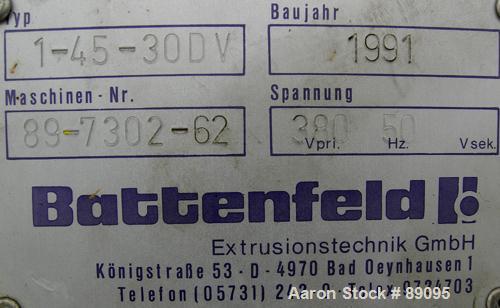 Typ Baujahr
1-45-30DV 1991
Maschinen-Nr. Spannung
89-7302-62 380 50
Vpri. Hz. Vsek.
Battenfeld
Extrusionstechnik GmbH
Königstraße 53 · D - 4970 Bad Oeynhausen 1
Telefon (05731)
Aaron Stock # 89095